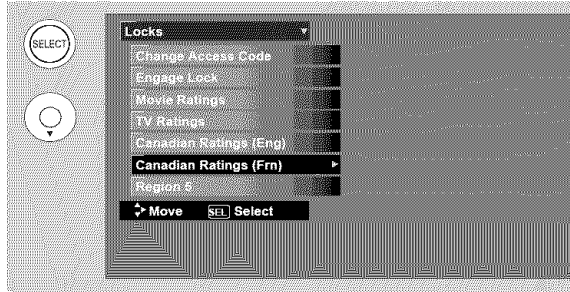 SELECT
Locks
Change Access Code
Engage Lock
Movie Ratings
TV Ratings
Canadian Ratings (Eng)
Canadian Ratings (Frn)
Region 5
Move SEL Select